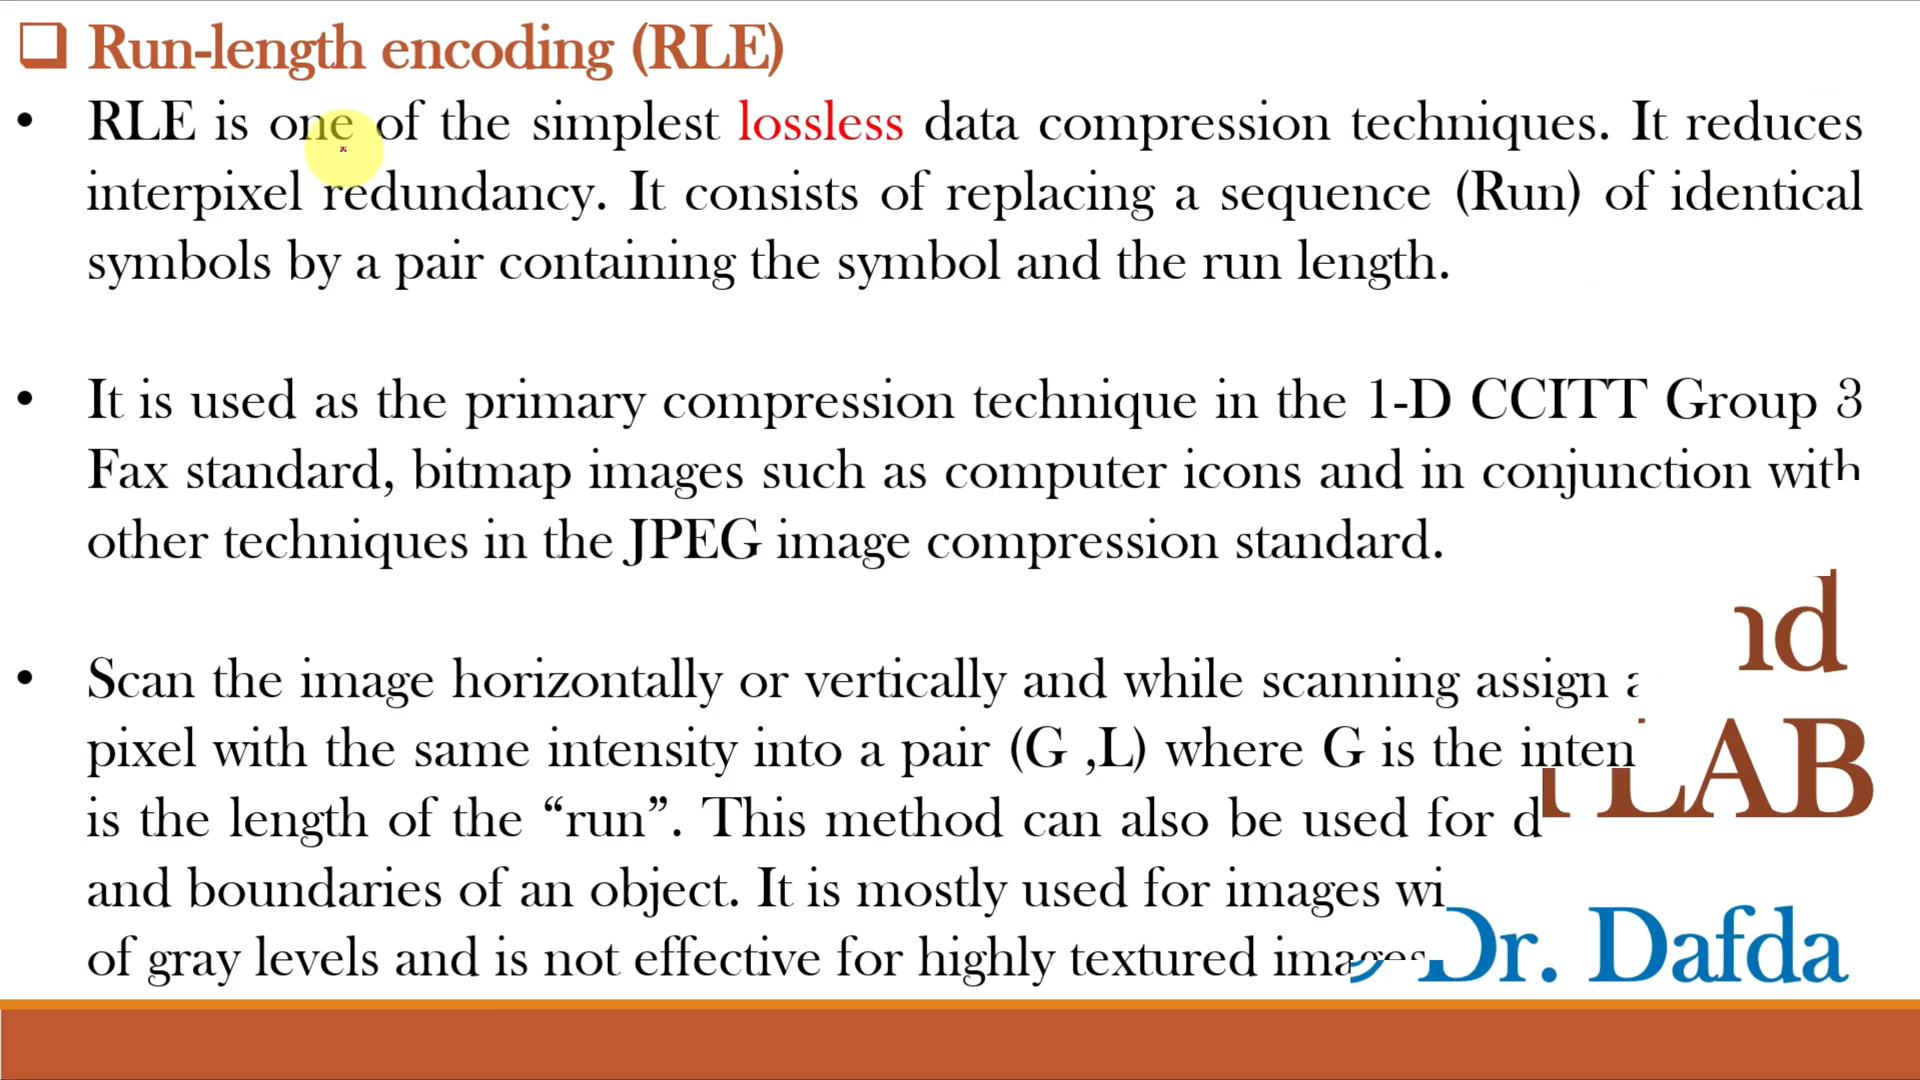 Run-length encoding (RLE)
• RLE is one of the simplest lossless data compression techniques. It reduces
interpixel redundancy. It consists of replacing a sequence (Run) of identical
symbols by a pair containing the symbol and the run length.
• It is used as the primary compression technique in the 1-D CCITT Group 3
Fax standard, bitmap images such as computer icons and in conjunction with
other techniques in the JPEG image compression standard.
• Scan the image horizontally or vertically and while scanning assign a
pixel with the same intensity into a pair (G ,L) where G is the inten
is the length of the “run”. This method can also be used for d
and boundaries of an object. It is mostly used for images wi
of gray levels and is not effective for highly textured images
nd
LAB
Dr. Dafda